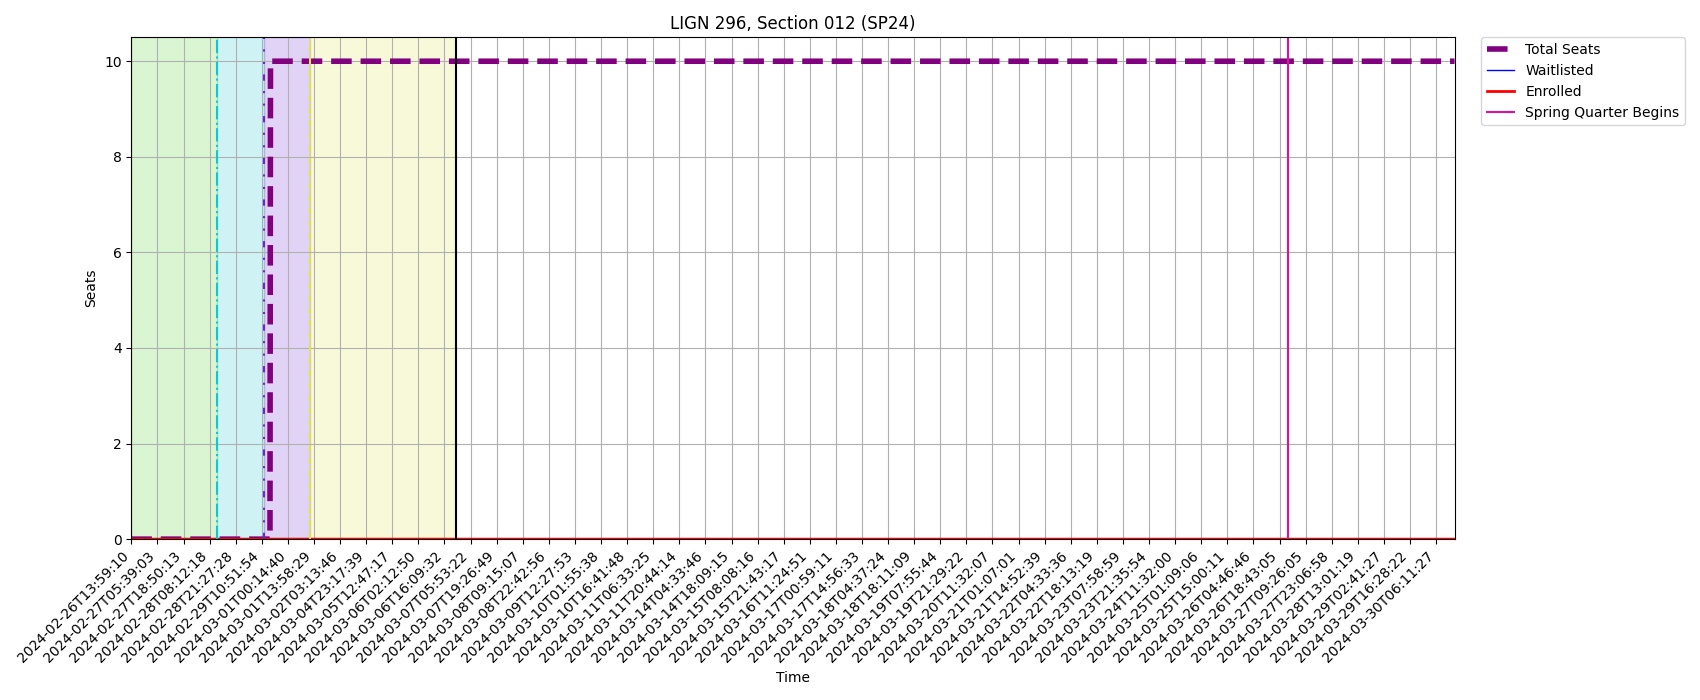 LIGN 296, Section 012 (SP24)
Total Seats
Waitlisted
Enrolled
Spring Quarter Begins
10
8
6
4
2
0
Seats
2024-02-26T13:59:10
2024-02-27T05:39:03
2024-02-27T18:50:13
2024-02-28T08:12:18
2024-02-28T21:27:28
2024-02-29T10:51:54
2024-03-01T00:14:40
2024-03-01T13:58:29
2024-03-02T03:13:46
2024-03-04T23:17:39
2024-03-05T12:47:17
2024-03-06T02:12:50
2024-03-06T16:09:32
2024-03-07T05:53:22
2024-03-07T19:26:49
2024-03-08T09:15:07
2024-03-08T22:42:56
2024-03-09T12:27:53
2024-03-10T01:55:38
2024-03-10T16:41:48
2024-03-11T06:33:25
2024-03-11T20:44:14
2024-03-14T04:33:46
2024-03-14T18:09:15
2024-03-15T08:08:16
2024-03-15T21:43:17
2024-03-16T11:24:51
2024-03-17T00:59:11
2024-03-17T14:56:33
2024-03-18T04:37:24
2024-03-18T18:11:09
2024-03-19T07:55:44
2024-03-19T21:29:22
2024-03-20T11:32:07
2024-03-21T01:07:01
2024-03-21T14:52:39
2024-03-22T04:33:36
2024-03-22T18:13:19
2024-03-23T07:58:59
2024-03-23T21:35:54
2024-03-24T11:32:00
2024-03-25T01:09:06
2024-03-25T15:00:11
2024-03-26T04:46:46
2024-03-26T18:43:05
2024-03-27T09:26:05
2024-03-27T23:06:58
2024-03-28T13:01:19
2024-03-29T02:41:27
2024-03-29T16:28:22
2024-03-30T06:11:27
Time